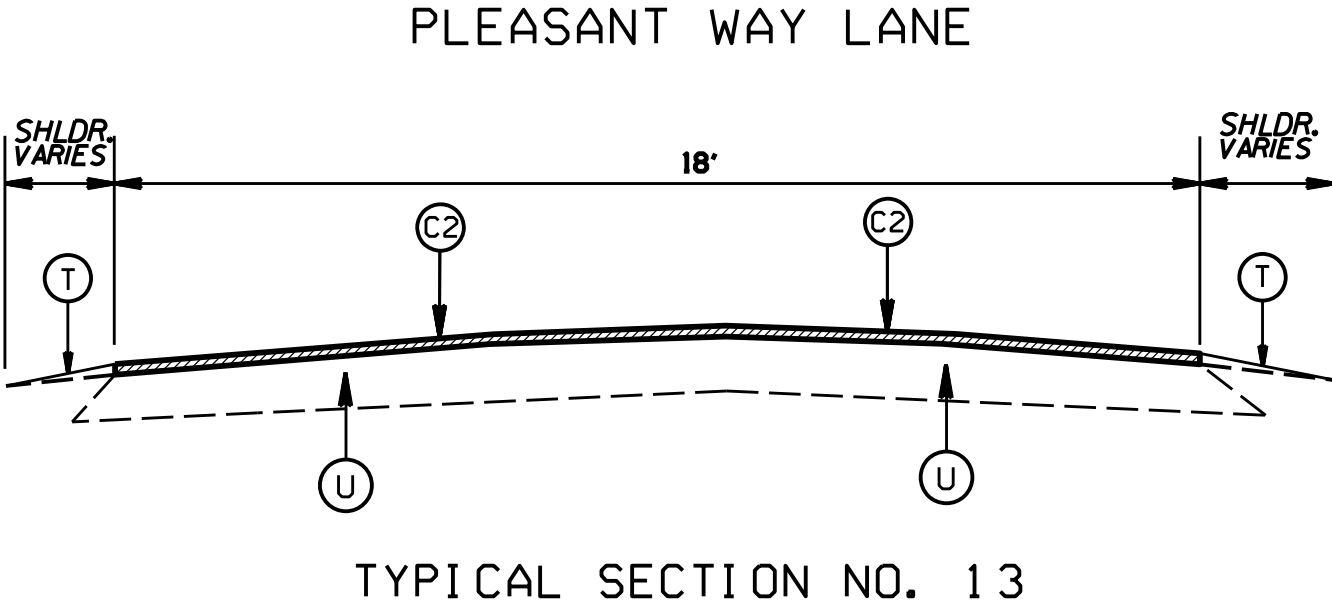 PLEASANT WAY LANE
SHLDR.
VARIES
18'
SHLDR.
VARIES
C2
C2
T
T
U
U
TYPICAL SECTION NO. 13